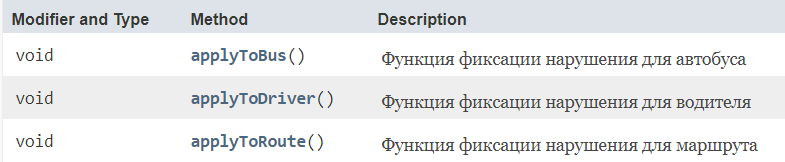 Modifier and Type Method Description
void applyToBus() Функция фиксации нарушения для автобуса
void applyToDriver() Функция фиксации нарушения для водителя
void applyToRoute() Функция фиксации нарушения для маршрута